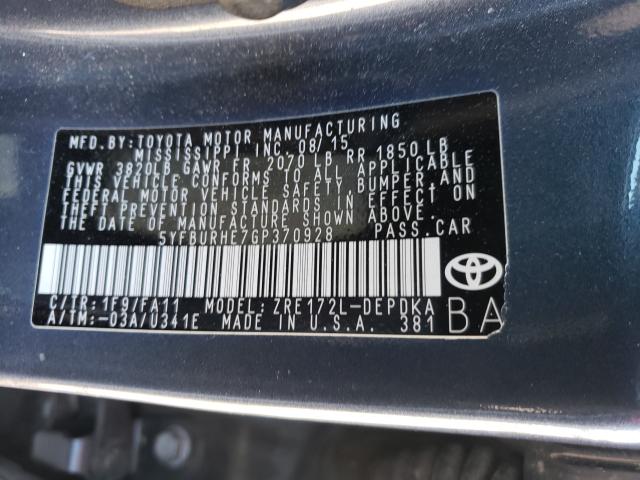 MFD. BY: TOYOTA MOTOR MANUFACTURING
MISSISSIPPI INC. 08/15
GVWR 3820LB GAWR FR 2070 LB RR 1850 LB
THIS VEHICLE CONFORMS TO ALL APPLICABLE
FEDERAL MOTOR VEHICLE SAFETY, BUMPER AND
THEFT PREVENTION STANDARDS IN EFFECT ON
THE DATE OF MANUFACTURE SHOWN ABOVE.
5YFBURHE7GP370928 PASS.CAR
C/TR:1F9/FA11 MODEL:ZRE172L-DEPDKA
A/TM:-03A/U341E MADE IN U.S.A. 381
BA